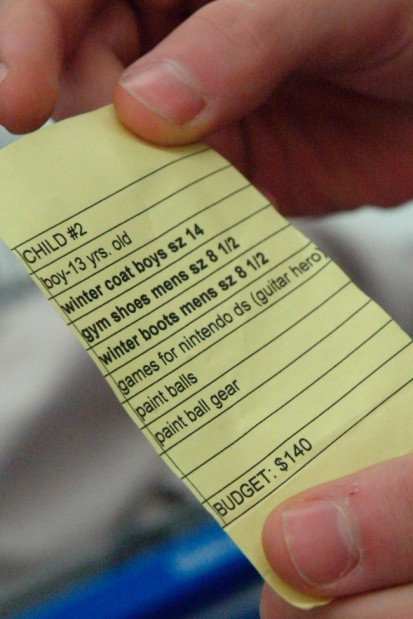 CHILD #2
boy-13 yrs. old
winter coat boys sz 14
gym shoes mens sz 8 1/2
winter boots mens sz 8 1/2
games for nintendo ds (guitar hero)
paint balls
paint ball gear
BUDGET: $140